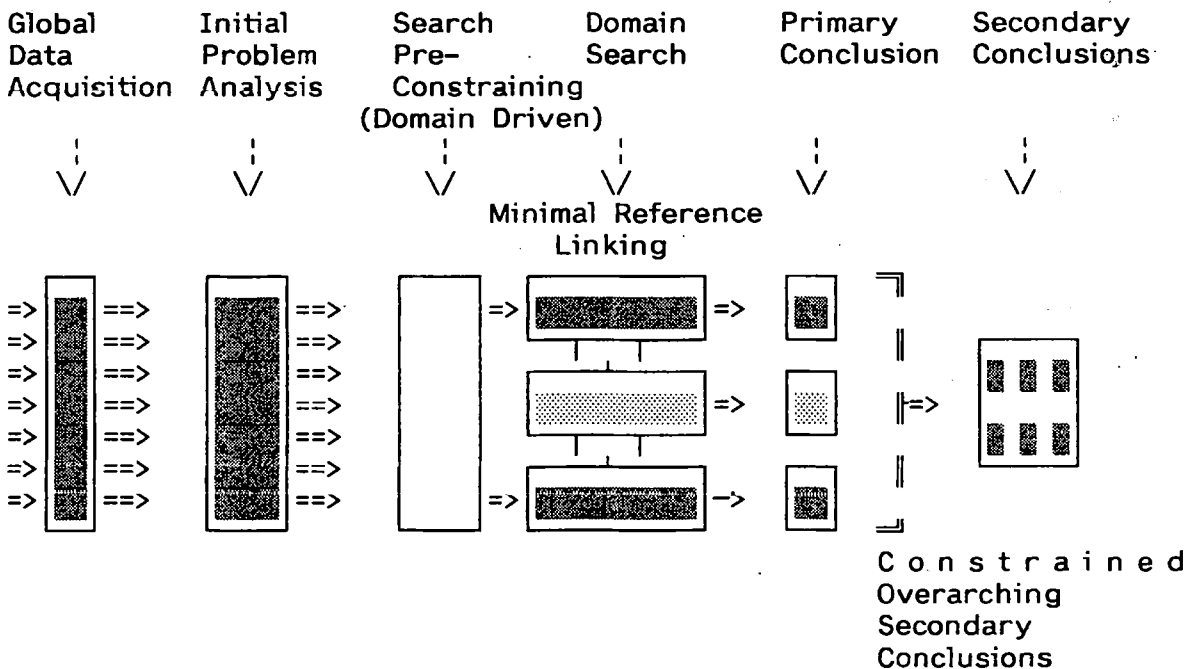 Global
Data
Acquisition
Initial
Problem
Analysis
Search
Pre-
Constraining
(Domain Driven)
Domain
Search
Primary
Conclusion
Secondary
Conclusions
Minimal Reference
Linking
Constrained
Overarching
Secondary
Conclusions